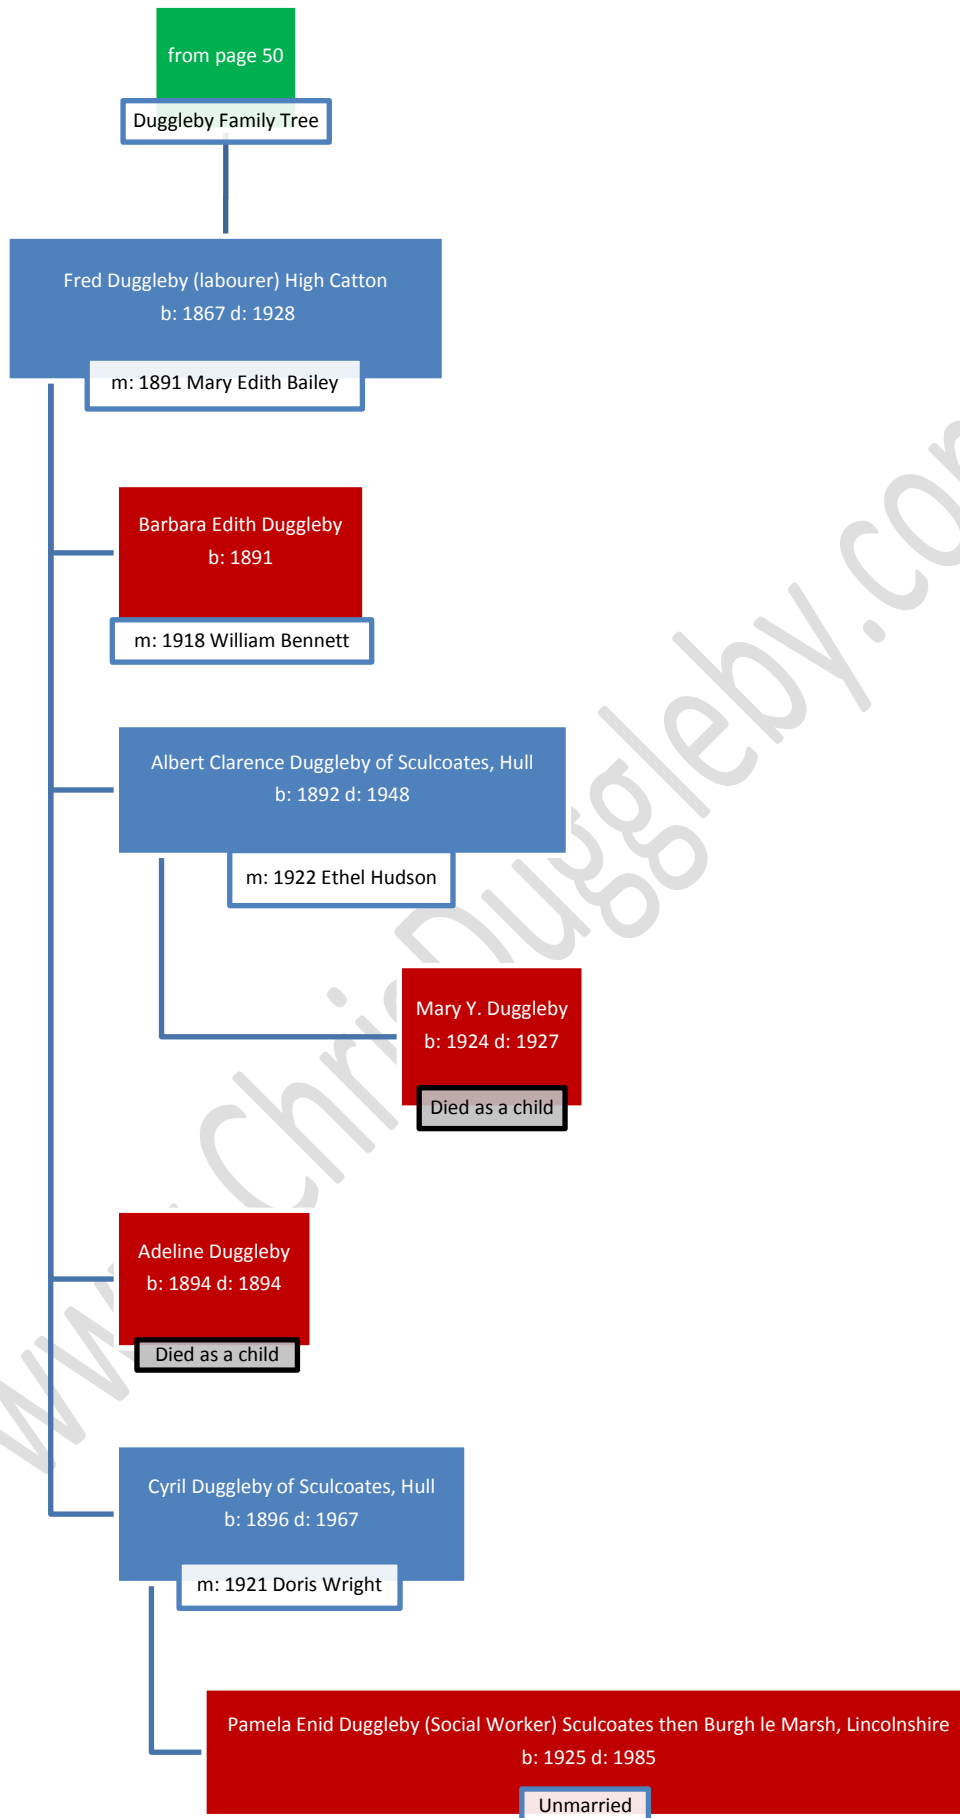 from page 50
Duggleby Family Tree
Fred Duggleby (labourer) High Catton
b: 1867 d: 1928
m: 1891 Mary Edith Bailey
Barbara Edith Duggleby
b: 1891
m: 1918 William Bennett
Albert Clarence Duggleby of Sculcoates, Hull
b: 1892 d: 1948
m: 1922 Ethel Hudson
Mary Y. Duggleby
b: 1924 d: 1927
Died as a child
Adeline Duggleby
b: 1894 d: 1894
Died as a child
Cyril Duggleby of Sculcoates, Hull
b: 1896 d: 1967
m: 1921 Doris Wright
Pamela Enid Duggleby (Social Worker) Sculcoates then Burgh le Marsh, Lincolnshire
b: 1925 d: 1985
Unmarried
www.ChrisDuggleby.com